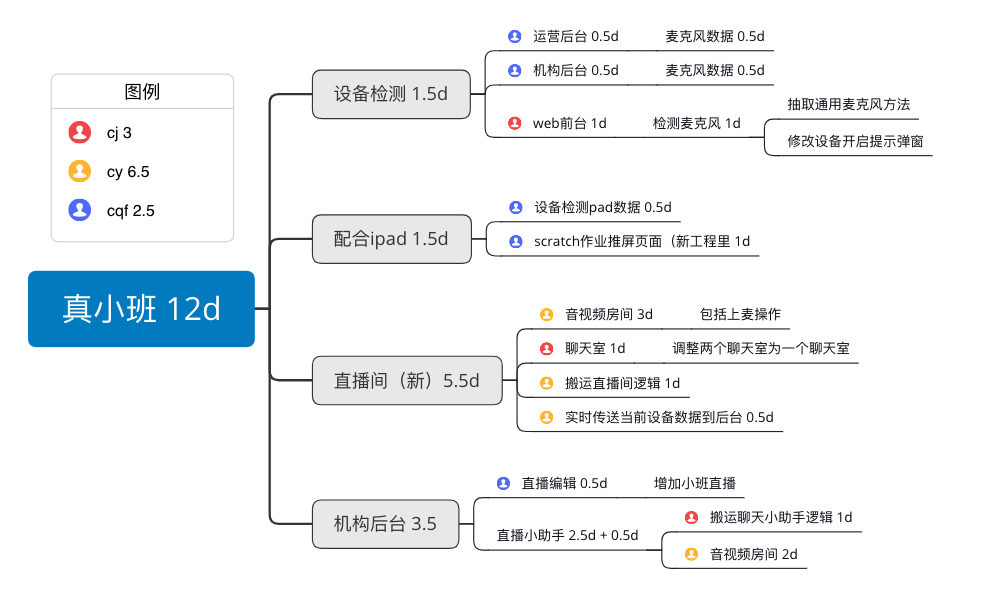 图例
cj 3
cy 6.5
cqf 2.5
真小班 12d
设备检测 1.5d
运营后台 0.5d
麦克风数据 0.5d
机构后台 0.5d
麦克风数据 0.5d
web前台 1d
检测麦克风 1d
抽取通用麦克风方法
修改设备开启提示弹窗
配合ipad 1.5d
设备检测pad数据 0.5d
scratch作业推屏页面（新工程里 1d
直播间（新）5.5d
音视频房间 3d
包括上麦操作
聊天室 1d
调整两个聊天室为一个聊天室
搬运直播间逻辑 1d
实时传送当前设备数据到后台 0.5d
机构后台 3.5
直播编辑 0.5d
增加小班直播
直播小助手 2.5d + 0.5d
搬运聊天小助手逻辑 1d
音视频房间 2d